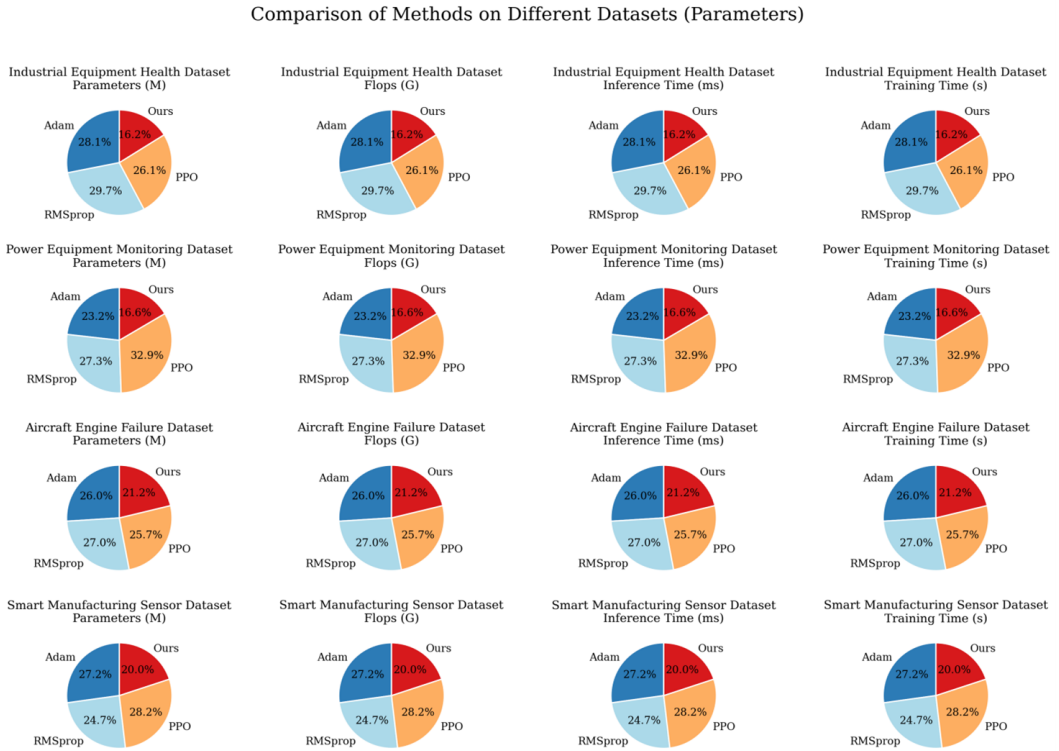 Comparison of Methods on Different Datasets (Parameters)
Industrial Equipment Health Dataset
Parameters (M)
Adam
28.1%
RMSprop
29.7%
PPO
26.1%
Ours
16.2%
Industrial Equipment Health Dataset
Flops (G)
Adam
28.1%
RMSprop
29.7%
PPO
26.1%
Ours
16.2%
Industrial Equipment Health Dataset
Inference Time (ms)
Adam
28.1%
RMSprop
29.7%
PPO
26.1%
Ours
16.2%
Industrial Equipment Health Dataset
Training Time (s)
Adam
28.1%
RMSprop
29.7%
PPO
26.1%
Ours
16.2%
Power Equipment Monitoring Dataset
Parameters (M)
Adam
23.2%
RMSprop
27.3%
PPO
32.9%
Ours
16.6%
Power Equipment Monitoring Dataset
Flops (G)
Adam
23.2%
RMSprop
27.3%
PPO
32.9%
Ours
16.6%
Power Equipment Monitoring Dataset
Inference Time (ms)
Adam
23.2%
RMSprop
27.3%
PPO
32.9%
Ours
16.6%
Power Equipment Monitoring Dataset
Training Time (s)
Adam
23.2%
RMSprop
27.3%
PPO
32.9%
Ours
16.6%
Aircraft Engine Failure Dataset
Parameters (M)
Adam
26.0%
RMSprop
27.0%
PPO
25.7%
Ours
21.2%
Aircraft Engine Failure Dataset
Flops (G)
Adam
26.0%
RMSprop
27.0%
PPO
25.7%
Ours
21.2%
Aircraft Engine Failure Dataset
Inference Time (ms)
Adam
26.0%
RMSprop
27.0%
PPO
25.7%
Ours
21.2%
Aircraft Engine Failure Dataset
Training Time (s)
Adam
26.0%
RMSprop
27.0%
PPO
25.7%
Ours
21.2%
Smart Manufacturing Sensor Dataset
Parameters (M)
Adam
27.2%
RMSprop
24.7%
PPO
28.2%
Ours
20.0%
Smart Manufacturing Sensor Dataset
Flops (G)
Adam
27.2%
RMSprop
24.7%
PPO
28.2%
Ours
20.0%
Smart Manufacturing Sensor Dataset
Inference Time (ms)
Adam
27.2%
RMSprop
24.7%
PPO
28.2%
Ours
20.0%
Smart Manufacturing Sensor Dataset
Training Time (s)
Adam
27.2%
RMSprop
24.7%
PPO
28.2%
Ours
20.0%